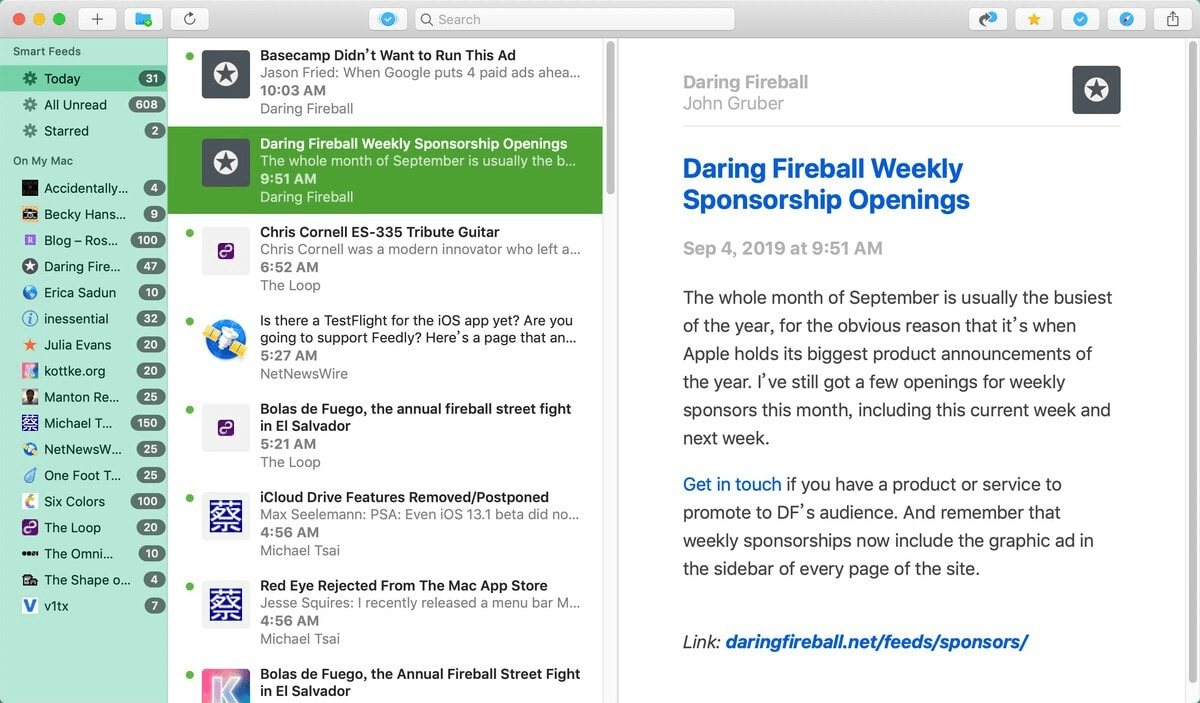 Search
Smart Feeds
Today 31
All Unread 608
Starred 2
On My Mac
Accidentally... 4
Becky Hans... 9
Blog – Ros... 100
Daring Fire... 47
Erica Sadun 10
inessential 32
Julia Evans 20
kottke.org 20
Manton Re... 25
Michael T... 150
NetNewsW... 25
One Foot T... 25
Six Colors 100
The Loop 20
The Omni... 10
The Shape o... 4
v1tx 7
Basecamp Didn't Want to Run This Ad
Jason Fried: When Google puts 4 paid ads ahea...
10:03 AM
Daring Fireball
Daring Fireball Weekly Sponsorship Openings
The whole month of September is usually the b...
9:51 AM
Daring Fireball
Chris Cornell ES-335 Tribute Guitar
Chris Cornell was a modern innovator who left a...
6:52 AM
The Loop
Is there a TestFlight for the iOS app yet? Are you
going to support Feedly? Here's a page that an...
5:27 AM
NetNewsWire
Bolas de Fuego, the annual fireball street fight
in El Salvador
5:21 AM
The Loop
蔡
iCloud Drive Features Removed/Postponed
Max Seelemann: PSA: Even iOS 13.1 beta did no...
4:56 AM
Michael Tsai
蔡
Red Eye Rejected From The Mac App Store
Jesse Squires: I recently released a menu bar M...
4:56 AM
Michael Tsai
K
Bolas de Fuego, the Annual Fireball Street Fight
in El Salvador
Daring Fireball
John Gruber
Daring Fireball Weekly
Sponsorship Openings
Sep 4, 2019 at 9:51 AM
The whole month of September is usually the busiest
of the year, for the obvious reason that it's when
Apple holds its biggest product announcements of
the year. I've still got a few openings for weekly
sponsors this month, including this current week and
next week.
Get in touch if you have a product or service to
promote to DF's audience. And remember that
weekly sponsorships now include the graphic ad in
the sidebar of every page of the site.
Link: daringfireball.net/feeds/sponsors/